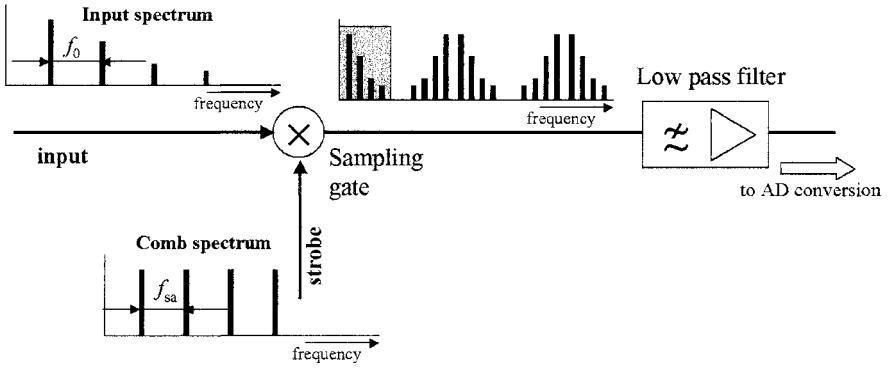 Input spectrum
f₀
frequency
frequency
Low pass filter
input
Sampling
gate
to AD conversion
strobe
Comb spectrum
fsa
frequency